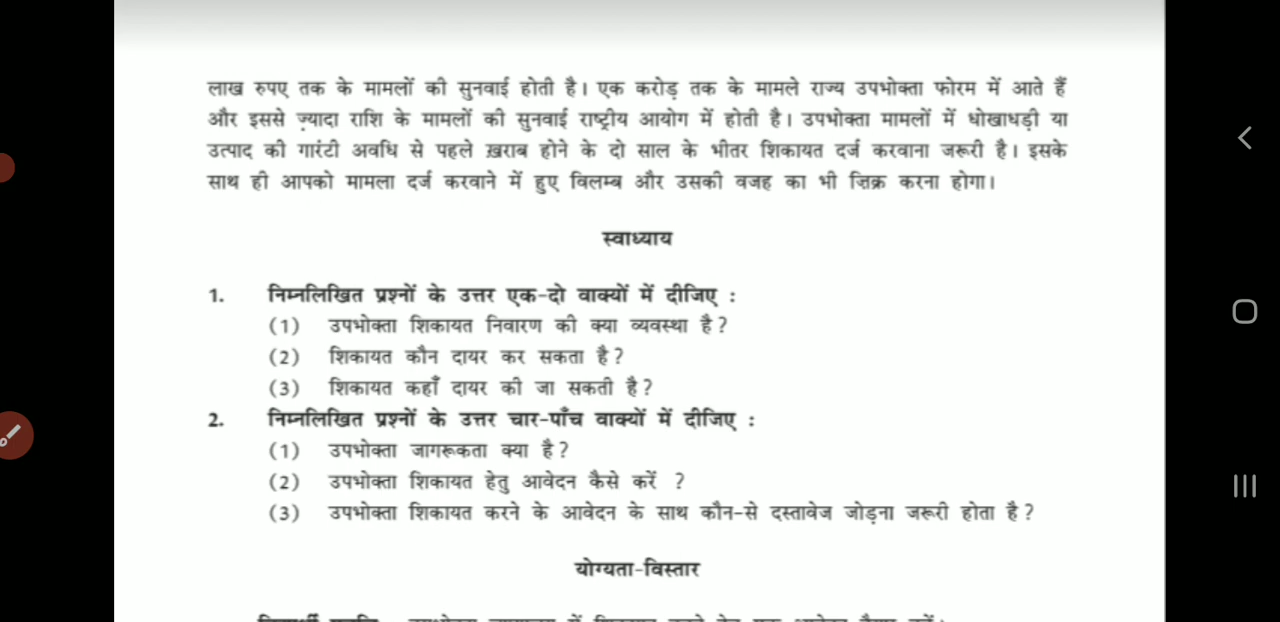 लाख रुपए तक के मामलों की सुनवाई होती है। एक करोड़ तक के मामले राज्य उपभोक्ता फोरम में आते हैं
और इससे ज़्यादा राशि के मामलों की सुनवाई राष्ट्रीय आयोग में होती है। उपभोक्ता मामलों में धोखाधड़ी या
उत्पाद की गारंटी अवधि से पहले ख़राब होने के दो साल के भीतर शिकायत दर्ज करवाना जरूरी है। इसके
साथ ही आपको मामला दर्ज करवाने में हुए विलम्ब और उसकी वजह का भी ज़िक्र करना होगा।
स्वाध्याय
1. निम्नलिखित प्रश्नों के उत्तर एक-दो वाक्यों में दीजिए :
(1) उपभोक्ता शिकायत निवारण की क्या व्यवस्था है ?
(2) शिकायत कौन दायर कर सकता है ?
(3) शिकायत कहाँ दायर की जा सकती है ?
2. निम्नलिखित प्रश्नों के उत्तर चार-पाँच वाक्यों में दीजिए :
(1) उपभोक्ता जागरूकता क्या है ?
(2) उपभोक्ता शिकायत हेतु आवेदन कैसे करें ?
(3) उपभोक्ता शिकायत करने के आवेदन के साथ कौन-से दस्तावेज जोड़ना जरूरी होता है ?
योग्यता-विस्तार